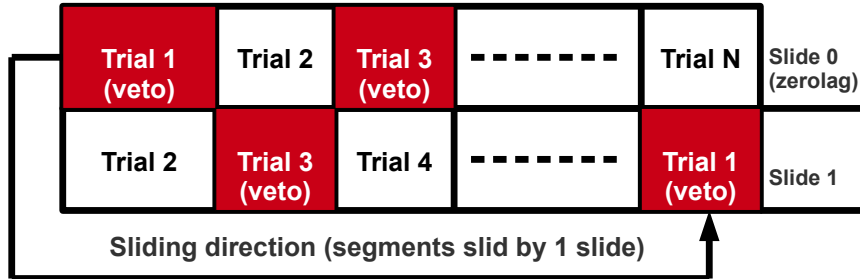 Trial 1
(veto)
Trial 2
Trial 3
(veto)
Trial N
Slide 0
(zerolag)
Trial 2
Trial 3
(veto)
Trial 4
Trial 1
(veto)
Slide 1
Sliding direction (segments slid by 1 slide)